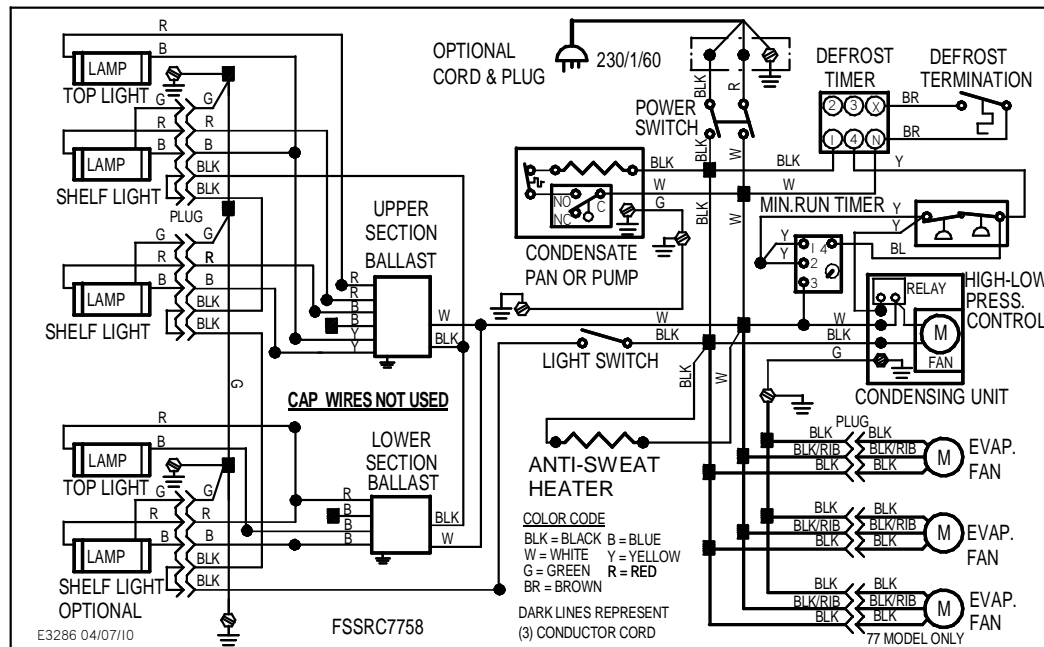 R
B
LAMP
TOP LIGHT
G
G
R
R
LAMP
B
B
BLK
SHELF LIGHT
BLK
PLUG
G
G
R
R
B
B
LAMP
BLK
SHELF LIGHT
BLK
G
UPPER
SECTION
BALLAST
R
R
B
B
Y
Y
W
BLK
CAP WIRES NOT USED
R
B
LAMP
TOP LIGHT
G
G
R
R
LAMP
B
B
BLK
SHELF LIGHT
OPTIONAL
BLK
LOWER
SECTION
BALLAST
R
B
B
B
BLK
W
E3286 04/07/10
FSSRC7758
OPTIONAL
CORD & PLUG
230/1/60
BLK
R
POWER
SWITCH
BLK
W
DEFROST
TIMER
2 3 X
1 4 N
DEFROST
TERMINATION
BR
BR
BLK
BLK
Y
W
W
G
NO
C
NC
CONDENSATE
PAN OR PUMP
BLK
W
MIN.RUN TIMER
Y
Y
Y
Y
1 4
2
3
BL
HIGH-LOW
PRESS.
CONTROL
RELAY
M
FAN
W
W
BLK
BLK
G
LIGHT SWITCH
CONDENSING UNIT
BLK
W
ANTI-SWEAT
HEATER
PLUG
BLK BLK
BLK/RIB BLK/RIB
BLK BLK
M
EVAP.
FAN
BLK BLK
BLK/RIB BLK/RIB
BLK BLK
M
EVAP.
FAN
BLK BLK
BLK/RIB BLK/RIB
BLK BLK
M
EVAP.
FAN
77 MODEL ONLY
COLOR CODE
BLK = BLACK B = BLUE
W = WHITE Y = YELLOW
G = GREEN R = RED
BR = BROWN
DARK LINES REPRESENT
(3) CONDUCTOR CORD